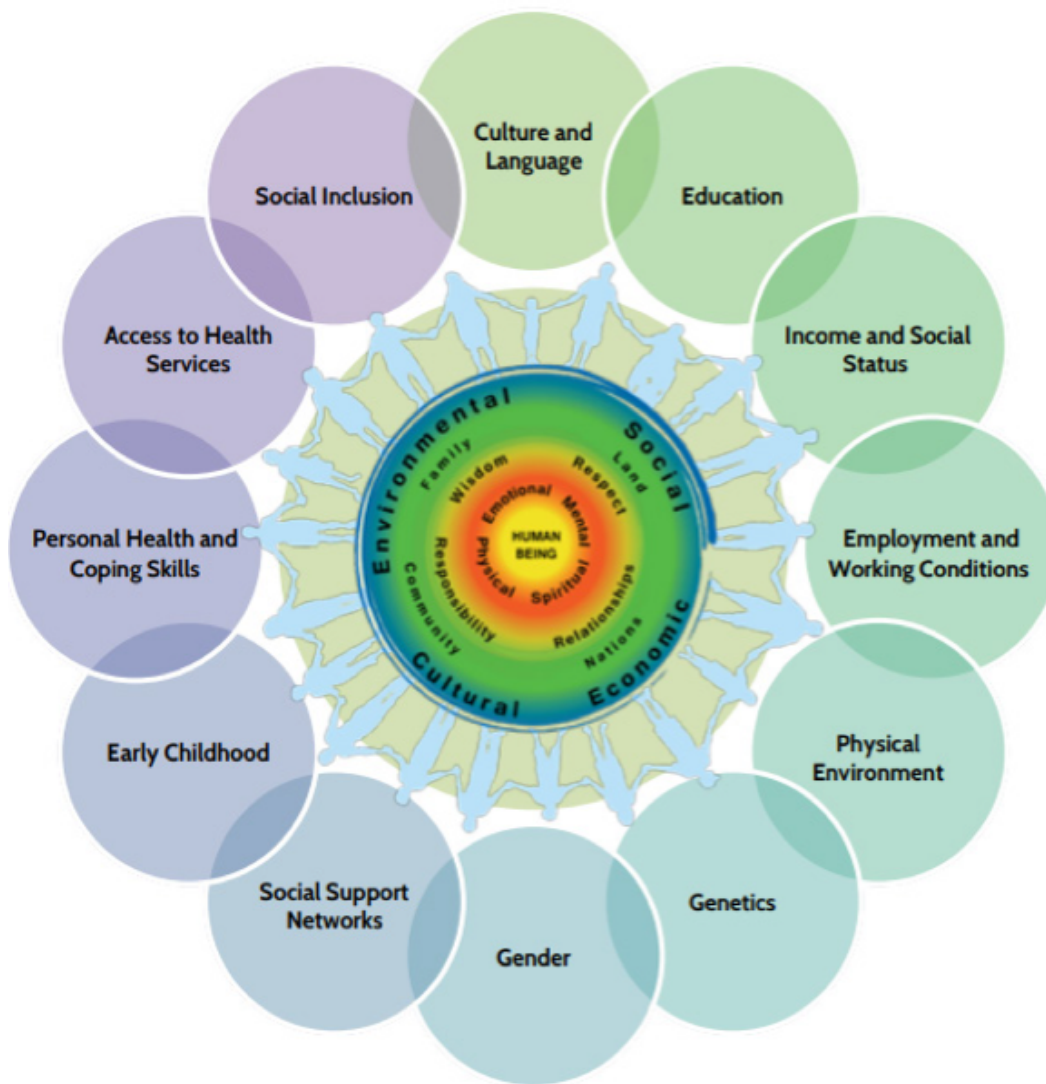 Culture and
Language
Education
Income and Social
Status
Employment and
Working Conditions
Physical
Environment
Genetics
Gender
Social Support
Networks
Early Childhood
Personal Health and
Coping Skills
Access to Health
Services
Social Inclusion
Environmental
Social
Economic
Cultural
Family
Land
Nations
Community
Wisdom
Respect
Relationships
Responsibility
Emotional
Mental
Spiritual
Physical
HUMAN
BEING